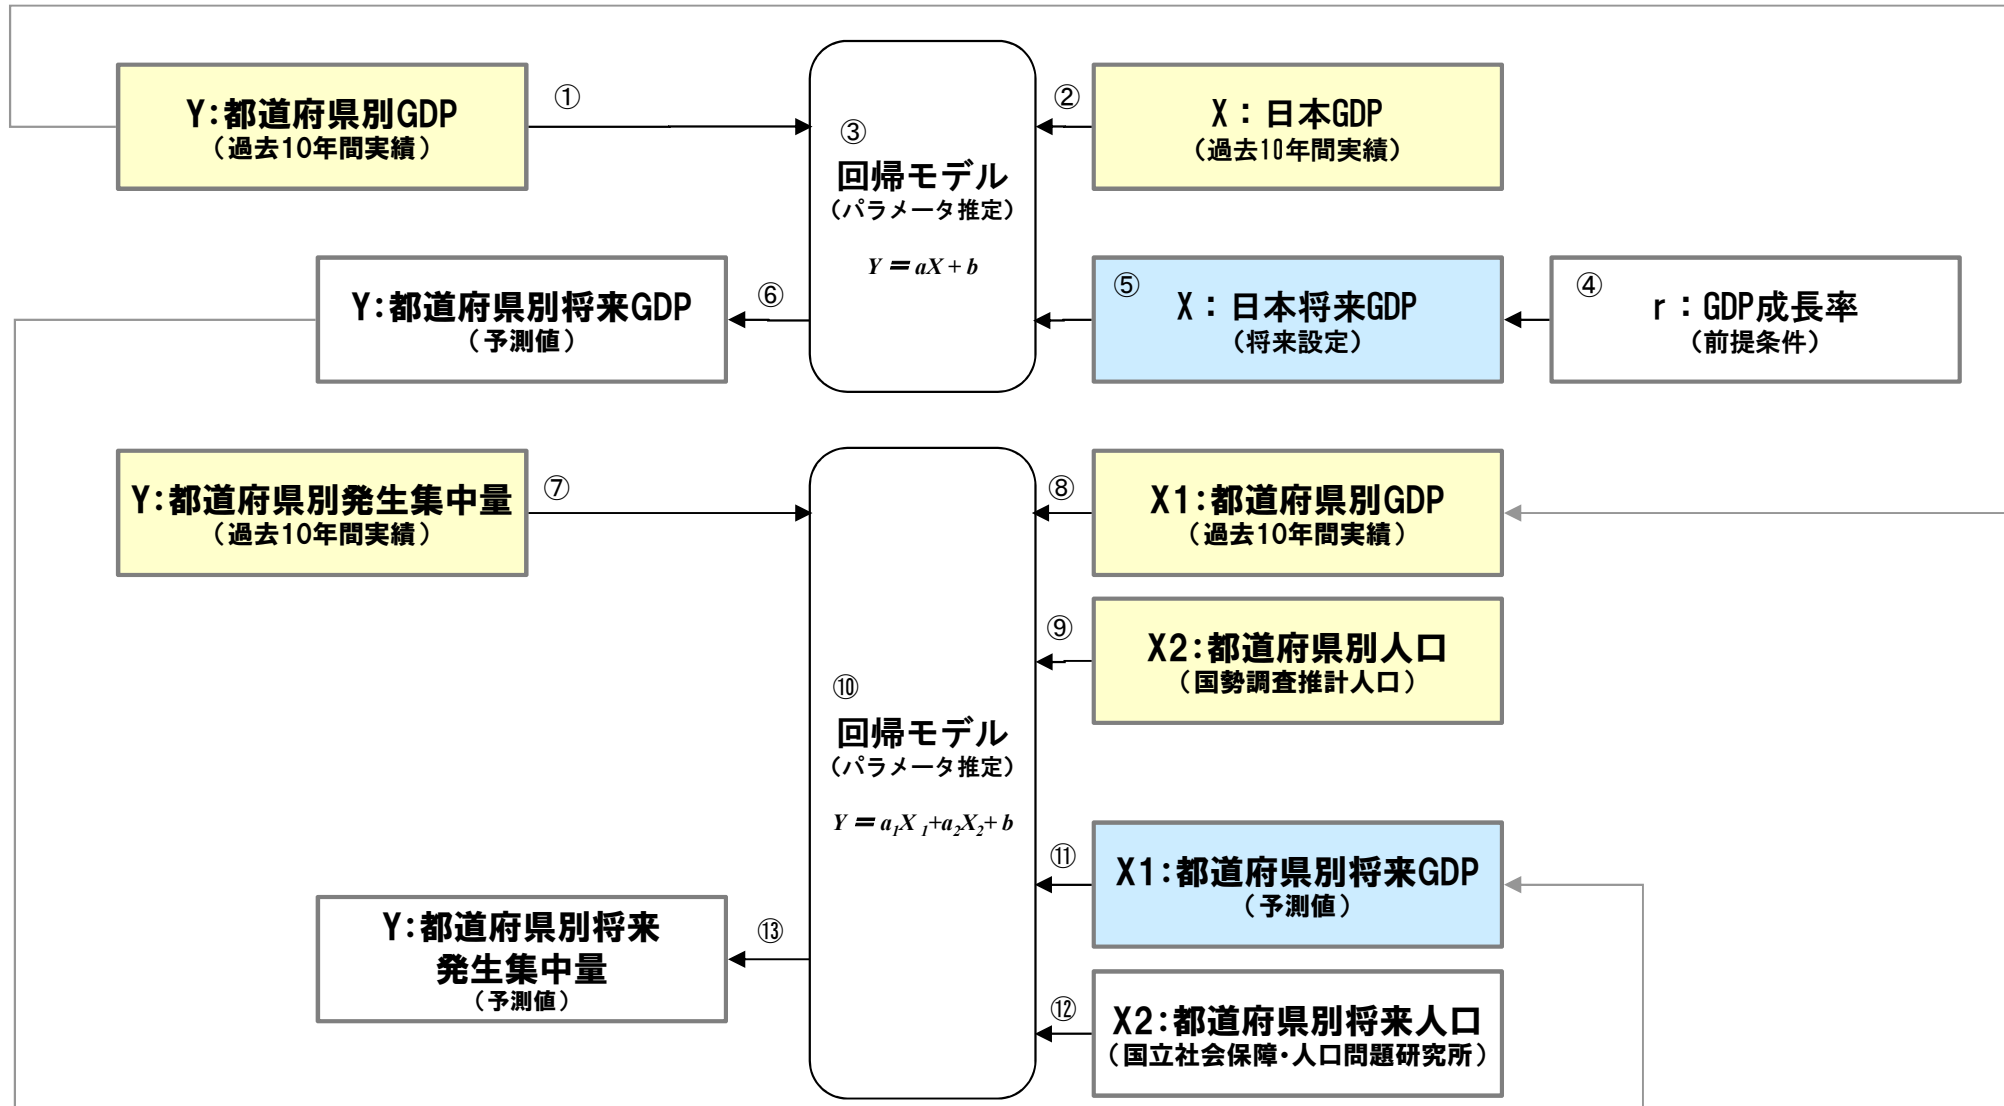 Y:都道府県別GDP
（過去10年間実績）
①
③
回帰モデル
（パラメータ推定）
Y = aX + b
②
X：日本GDP
（過去10年間実績）
Y:都道府県別将来GDP
（予測値）
⑥
⑤
X：日本将来GDP
（将来設定）
④
r：GDP成長率
（前提条件）
Y:都道府県別発生集中量
（過去10年間実績）
⑦
⑧
X1:都道府県別GDP
（過去10年間実績）
⑨
X2:都道府県別人口
（国勢調査推計人口）
⑩
回帰モデル
（パラメータ推定）
Y = a₁X₁+a₂X₂+ b
⑪
X1:都道府県別将来GDP
（予測値）
Y:都道府県別将来
発生集中量
（予測値）
⑬
⑫
X2:都道府県別将来人口
（国立社会保障・人口問題研究所）